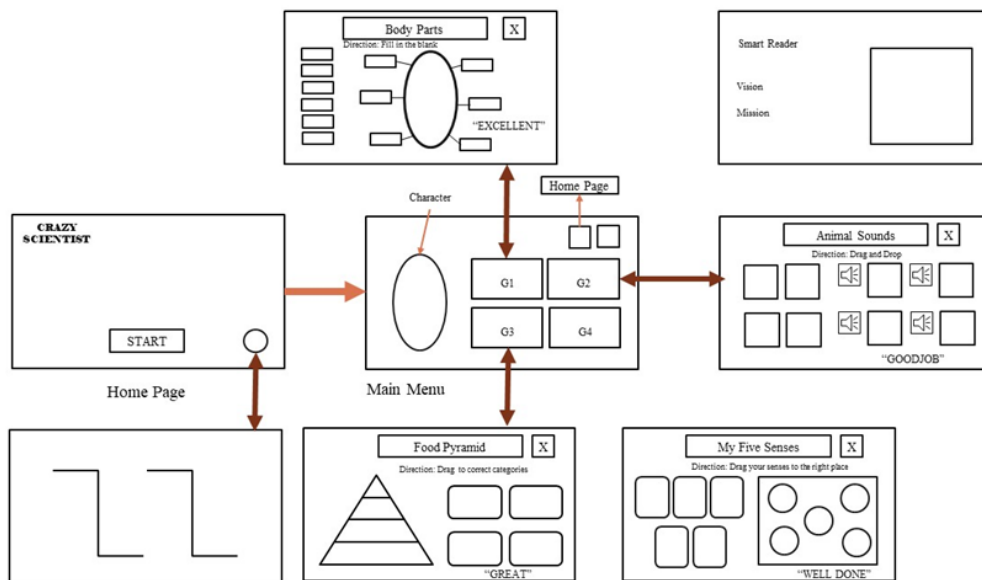 Body Parts
X
Direction: Fill in the blank
"EXCELLENT"
Smart Reader
Vision
Mission
Character
Home Page
CRAZY
SCIENTIST
START
Home Page
G1
G2
G3
G4
Main Menu
Animal Sounds
X
Direction: Drag and Drop
"GOODJOB"
Food Pyramid
X
Direction: Drag to correct categories
"GREAT"
My Five Senses
X
Direction: Drag your senses to the right place
"WELL DONE"